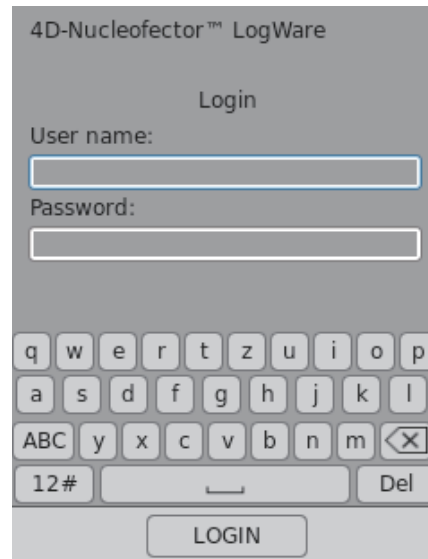 4D-Nucleofector™ LogWare
Login
User name:
Password:
q w e r t z u i o p
a s d f g h j k l
ABC y x c v b n m
12# Del
LOGIN